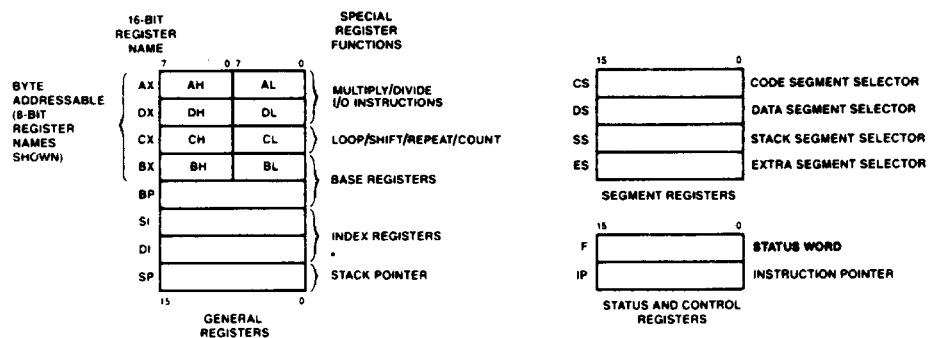 16-BIT
REGISTER
NAME
SPECIAL
REGISTER
FUNCTIONS
7 0 7 0
BYTE
ADDRESSABLE
(8-BIT
REGISTER
NAMES
SHOWN)
AX AH AL
DX DH DL
MULTIPLY/DIVIDE
I/O INSTRUCTIONS
CX CH CL LOOP/SHIFT/REPEAT/COUNT
BX BH BL
BP
BASE REGISTERS
SI
DI
INDEX REGISTERS
SP STACK POINTER
15 0
GENERAL
REGISTERS
15 0
CS CODE SEGMENT SELECTOR
DS DATA SEGMENT SELECTOR
SS STACK SEGMENT SELECTOR
ES EXTRA SEGMENT SELECTOR
SEGMENT REGISTERS
15 0
F STATUS WORD
IP INSTRUCTION POINTER
STATUS AND CONTROL
REGISTERS